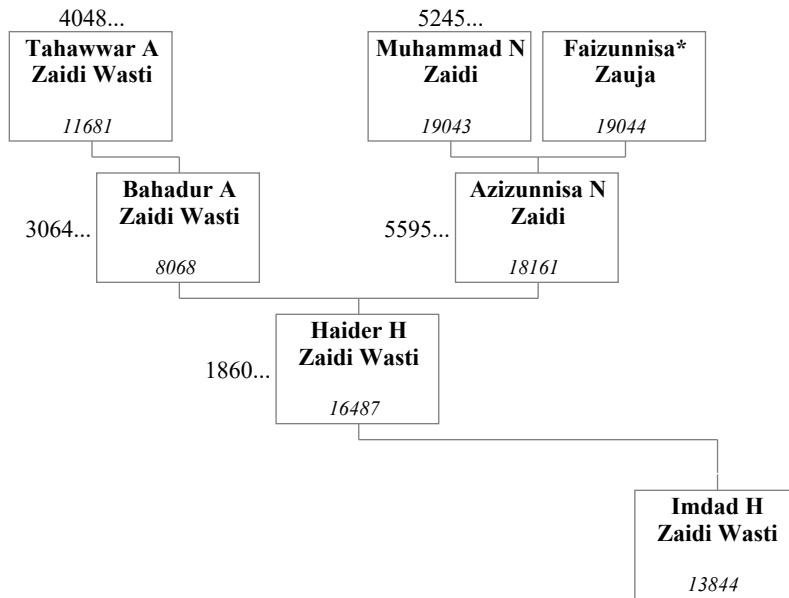 4048...
5245...
Tahawwar A
Zaidi Wasti
11681
Muhammad N
Zaidi
19043
Faizunnisa*
Zauja
19044
3064...
Bahadur A
Zaidi Wasti
8068
5595...
Azizunnisa N
Zaidi
18161
1860...
Haider H
Zaidi Wasti
16487
Imdad H
Zaidi Wasti
13844